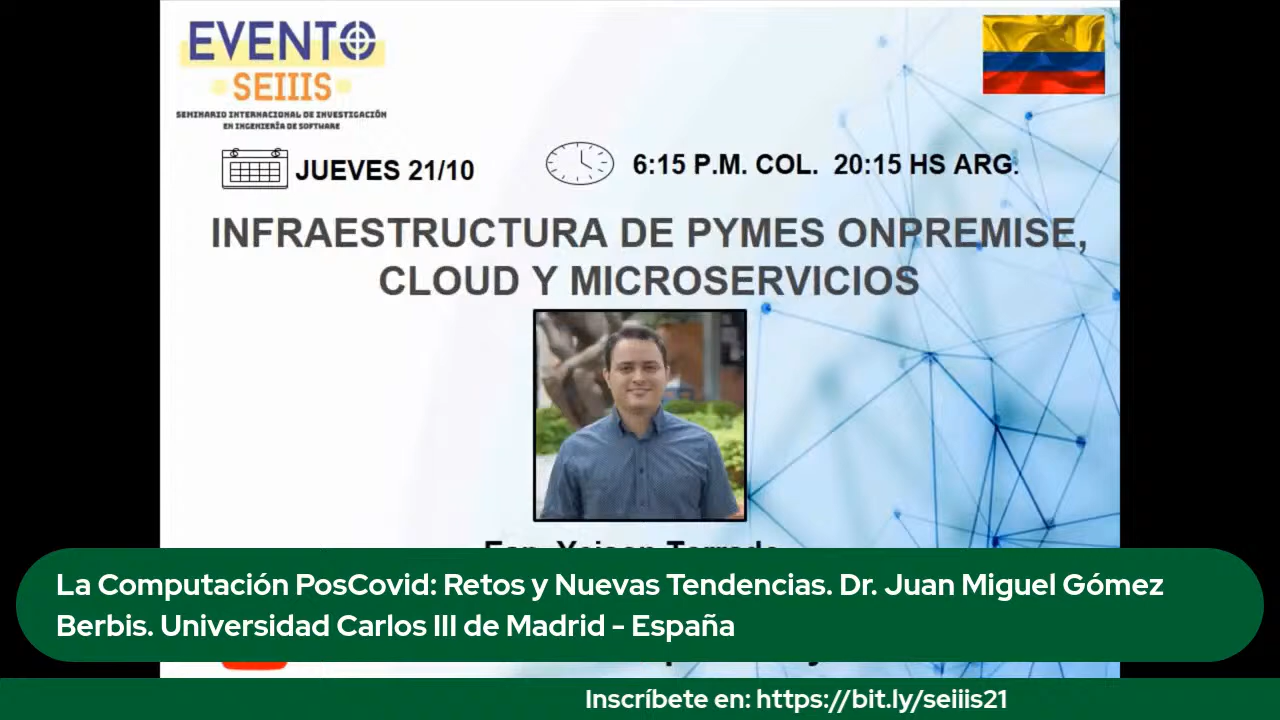 EVENTO
SEIIIS
SEMINARIO INTERNACIONAL DE INVESTIGACIÓN
EN INGENIERÍA DE SOFTWARE
JUEVES 21/10
6:15 P.M. COL. 20:15 HS ARG.
INFRAESTRUCTURA DE PYMES ONPREMISE,
CLOUD Y MICROSERVICIOS
La Computación PosCovid: Retos y Nuevas Tendencias. Dr. Juan Miguel Gómez
Berbis. Universidad Carlos III de Madrid - España
Inscríbete en: https://bit.ly/seiiis21